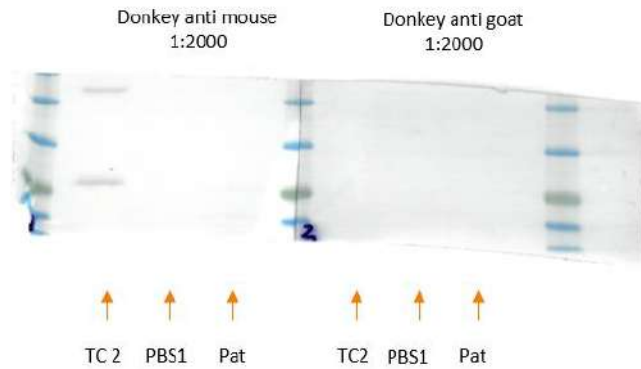 Donkey anti mouse
1:2000
Donkey anti goat
1:2000
2
TC 2 PBS1 Pat
TC2 PBS1 Pat